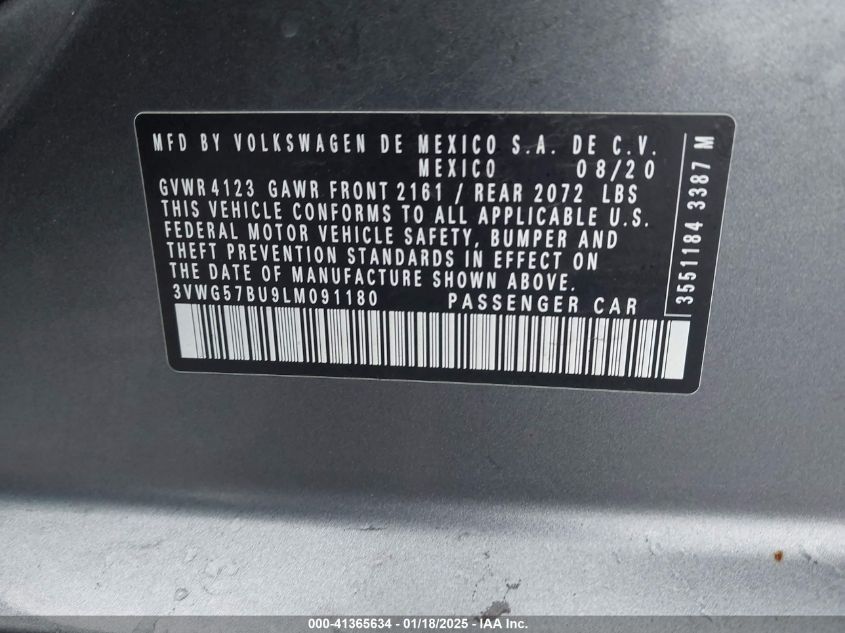 MFD BY VOLKSWAGEN DE MEXICO S.A. DE C.V.
MEXICO 08/20
GVWR 4123 GAWR FRONT 2161 / REAR 2072 LBS
THIS VEHICLE CONFORMS TO ALL APPLICABLE U.S.
FEDERAL MOTOR VEHICLE SAFETY, BUMPER AND
THEFT PREVENTION STANDARDS IN EFFECT ON
THE DATE OF MANUFACTURE SHOWN ABOVE.
3VWG57BU9LM091180 PASSENGER CAR
3551184 3387 M
000-41365634 - 01/18/2025 - IAA Inc.